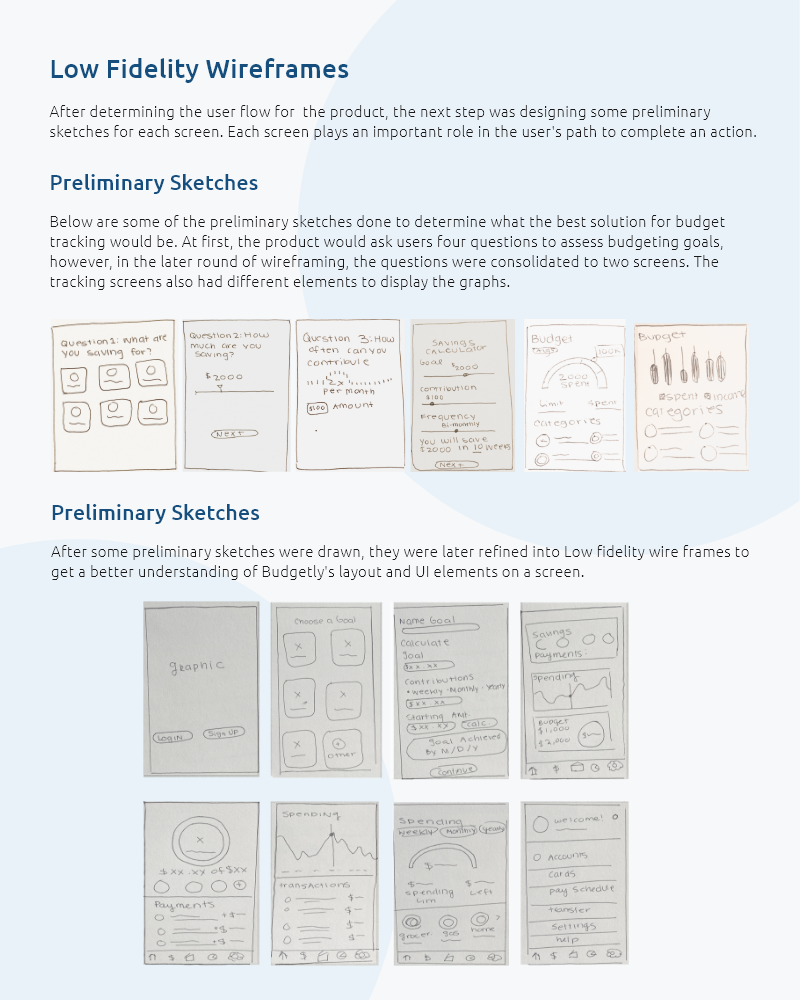 Low Fidelity Wireframes
After determining the user flow for the product, the next step was designing some preliminary
sketches for each screen. Each screen plays an important role in the user's path to complete an action.
Preliminary Sketches
Below are some of the preliminary sketches done to determine what the best solution for budget
tracking would be. At first, the product would ask users four questions to assess budgeting goals,
however, in the later round of wireframing, the questions were consolidated to two screens. The
tracking screens also had different elements to display the graphs.
Question 1: What are
you saving for?
Question 2: How
much are you
saving?
$2000
Next
Question 3: How
often can you
contribute
2x
per month
$100 Amount
Savings
Calculator
Goal
$2000
Contribution
$100
Frequency
Bi-monthly
You will save
$2000 in 10 weeks
Next
Budget
2000
spent
Limit spent
Categories
Budget
spent income
Categories
Preliminary Sketches
After some preliminary sketches were drawn, they were later refined into Low fidelity wire frames to
get a better understanding of Budgetly's layout and UI elements on a screen.
graphic
Login Sign Up
Choose a Goal
x x
x x
x
Other
Name Goal
Calculate
Goal
$xx xx
Contributions
• Weekly · Monthly · Yearly
$xx xx
Starting Amt.
$xx xx calc
Goal Achieved
By M/D/Y
Continue
Savings
Payments:
Spending
Budget
$1,000
$2,000
$
x
$xx.xx of $xx
+
Payments
+$
+$
+$
$
Spending
Transactions
$
$
$
$
$
Spending
Weekly Monthly Yearly
$
$ $
Spending Left
Lim
grocer gas home >
$
welcome!
Accounts
Cards
Pay Schedule
transfer
Settings
help